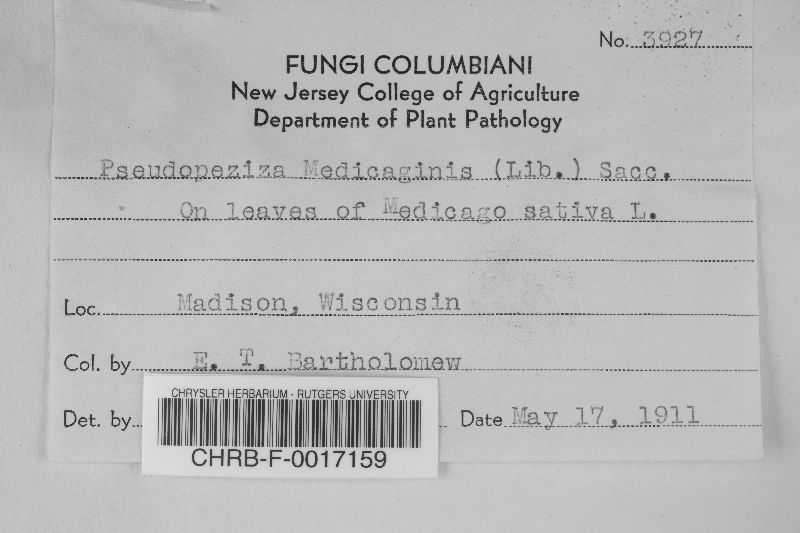 No. 3927
FUNGI COLUMBIANI
New Jersey College of Agriculture
Department of Plant Pathology
Pseudopeziza Medicaginis (Lib.) Sacc.
On leaves of Medicago sativa L.
Loc. Madison, Wisconsin
Col. by E. T. Bartholomew
Det. by
Date May 17, 1911
CHRYSLER HERBARIUM - RUTGERS UNIVERSITY
CHRB-F-0017159